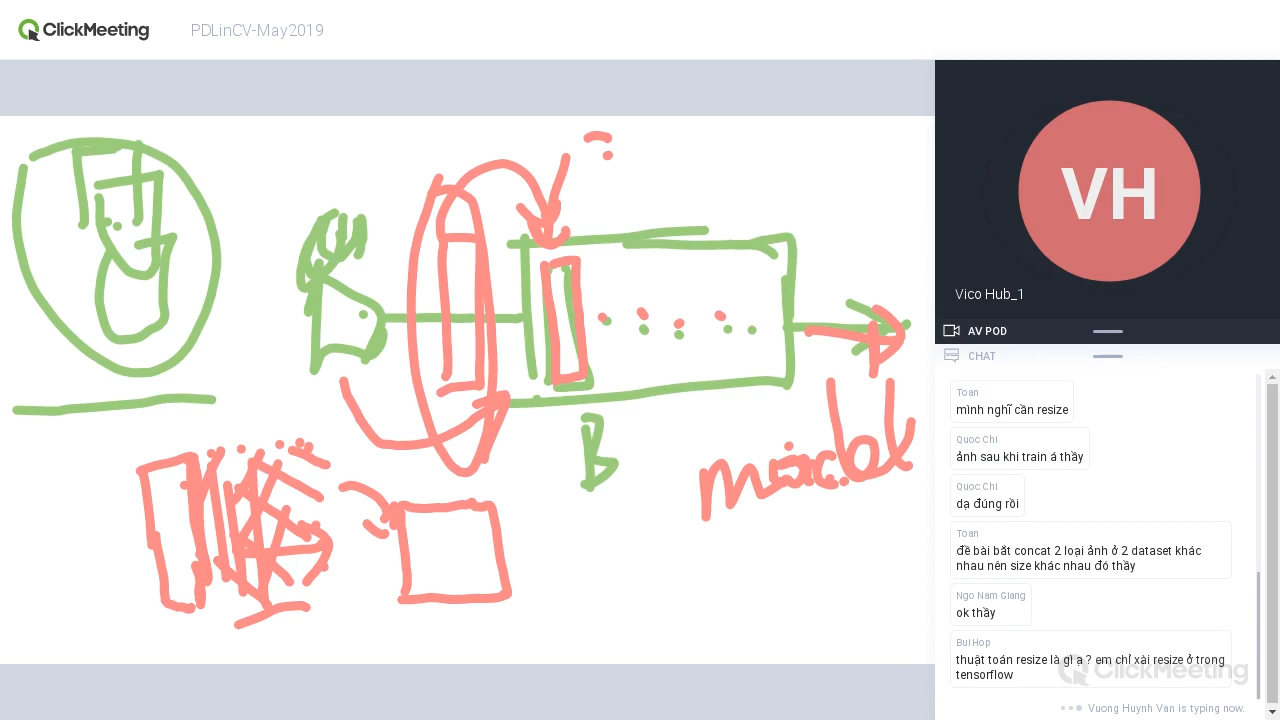 ClickMeeting
PDLinCV-May2019
VH
Vico Hub_1
AV POD
CHAT
Toan
mình nghĩ cần resize
Quoc Chi
ảnh sau khi train á thầy
Quoc Chi
dạ đúng rồi
Toan
đề bài bắt concat 2 loại ảnh ở 2 dataset khác
nhau nên size khác nhau đó thầy
Ngo Nam Giang
ok thầy
Bui Hop
thuật toán resize là gì ạ ? em chỉ xài resize ở trong
tensorflow
ClickMeeting
Vuong Huynh Van is typing now.
B
model